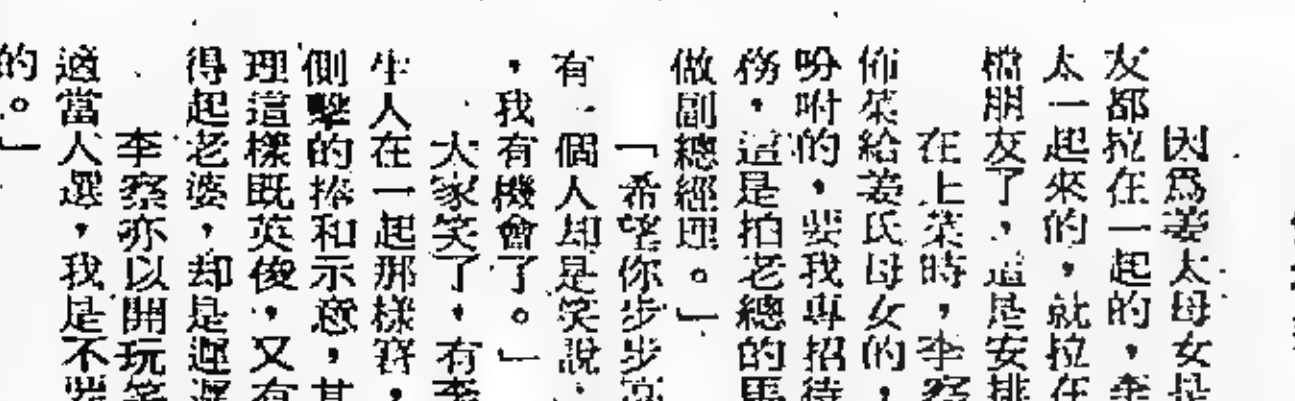 因爲姜太母女是
友都拉在一起的，李
太一起來的，就拉在
檔朋友了，這是安排
在上菜時，李察
佈菜給姜氏母女的，
吩咐的，要我專招待
務，這是拍老總的馬
做副總經理。」
「希望你步步高
有一個人却是笑說：
，我有機會了。」
大家笑了，有李
生人在一起那樣
側擊的捧和示意，其
理這樣既英俊，又有
得起老婆，却是遲遲
李察亦以開玩笑
適當人選，我是不
的。」